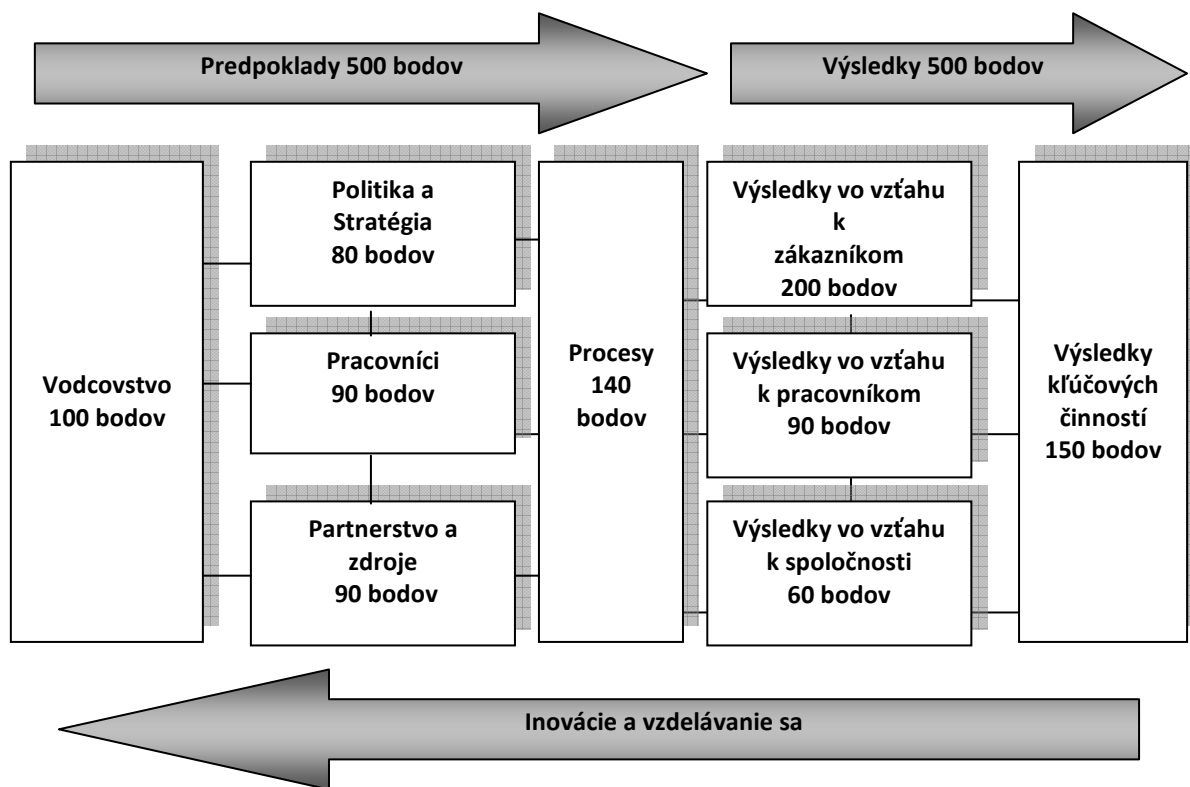 Predpoklady 500 bodov
Výsledky 500 bodov
Vodcovstvo
100 bodov
Politika a
Stratégia
80 bodov
Pracovníci
90 bodov
Partnerstvo a
zdroje
90 bodov
Procesy
140
bodov
Výsledky vo vzťahu
k
zákazníkom
200 bodov
Výsledky vo vzťahu
k pracovníkom
90 bodov
Výsledky vo vzťahu
k spoločnosti
60 bodov
Výsledky
kľúčových
činností
150 bodov
Inovácie a vzdelávanie sa